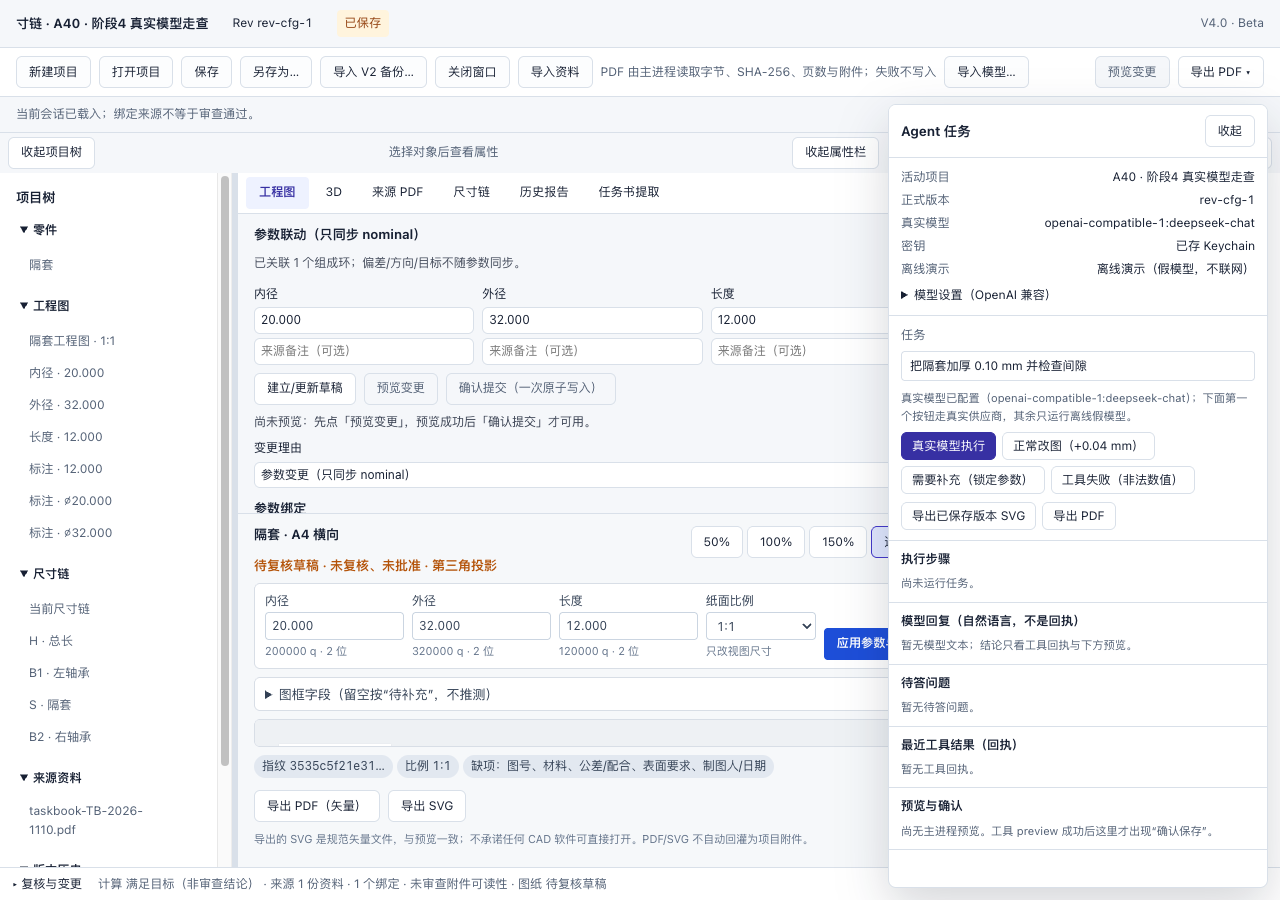 寸链 · A40 · 阶段4 真实模型走查 Rev rev-cfg-1 已保存 V4.0 · Beta
新建项目 打开项目 保存 另存为… 导入 V2 备份… 关闭窗口 导入资料 PDF 由主进程读取字节、SHA-256、页数与附件；失败不写入 导入模型… 预览变更 导出 PDF ▾
当前会话已载入；绑定来源不等于审查通过。
收起项目树 选择对象后查看属性 收起属性栏
项目树
▼ 零件
隔套
▼ 工程图
隔套工程图 · 1:1
内径 · 20.000
外径 · 32.000
长度 · 12.000
标注 · 12.000
标注 · ⌀20.000
标注 · ⌀32.000
▼ 尺寸链
当前尺寸链
H · 总长
B1 · 左轴承
S · 隔套
B2 · 右轴承
▼ 来源资料
taskbook-TB-2026-
1110.pdf
工程图 3D 来源 PDF 尺寸链 历史报告 任务书提取
参数联动（只同步 nominal）
已关联 1 个组成环；偏差/方向/目标不随参数同步。
内径 外径 长度
20.000 32.000 12.000
来源备注（可选） 来源备注（可选） 来源备注（可选）
建立/更新草稿 预览变更 确认提交（一次原子写入）
尚未预览：先点「预览变更」，预览成功后「确认提交」才可用。
变更理由
参数变更（只同步 nominal）
参数绑定
隔套 · A4 横向 50% 100% 150%
待复核草稿 · 未复核、未批准 · 第三角投影
内径 外径 长度 纸面比例
20.000 32.000 12.000 1:1 应用参数
200000 q · 2 位 320000 q · 2 位 120000 q · 2 位 只改视图尺寸
▶ 图框字段（留空按“待补充”，不推测）
指纹 3535c5f21e31… 比例 1:1 缺项：图号、材料、公差/配合、表面要求、制图人/日期
导出 PDF（矢量） 导出 SVG
导出的 SVG 是规范矢量文件，与预览一致；不承诺任何 CAD 软件可直接打开。PDF/SVG 不自动回灌为项目附件。
Agent 任务 收起
活动项目 A40 · 阶段4 真实模型走查
正式版本 rev-cfg-1
真实模型 openai-compatible-1:deepseek-chat
密钥 已存 Keychain
离线演示 离线演示（假模型，不联网）
▶ 模型设置（OpenAI 兼容）
任务
把隔套加厚 0.10 mm 并检查间隙
真实模型已配置（openai-compatible-1:deepseek-chat）；下面第一
个按钮走真实供应商，其余只运行离线假模型。
真实模型执行 正常改图（+0.04 mm）
需要补充（锁定参数） 工具失败（非法数值）
导出已保存版本 SVG 导出 PDF
执行步骤
尚未运行任务。
模型回复（自然语言，不是回执）
暂无模型文本；结论只看工具回执与下方预览。
待答问题
暂无待答问题。
最近工具结果（回执）
暂无工具回执。
预览与确认
尚无主进程预览。工具 preview 成功后这里才出现“确认保存”。
▸ 复核与变更 计算 满足目标（非审查结论） · 来源 1 份资料 · 1 个绑定 · 未审查附件可读性 · 图纸 待复核草稿